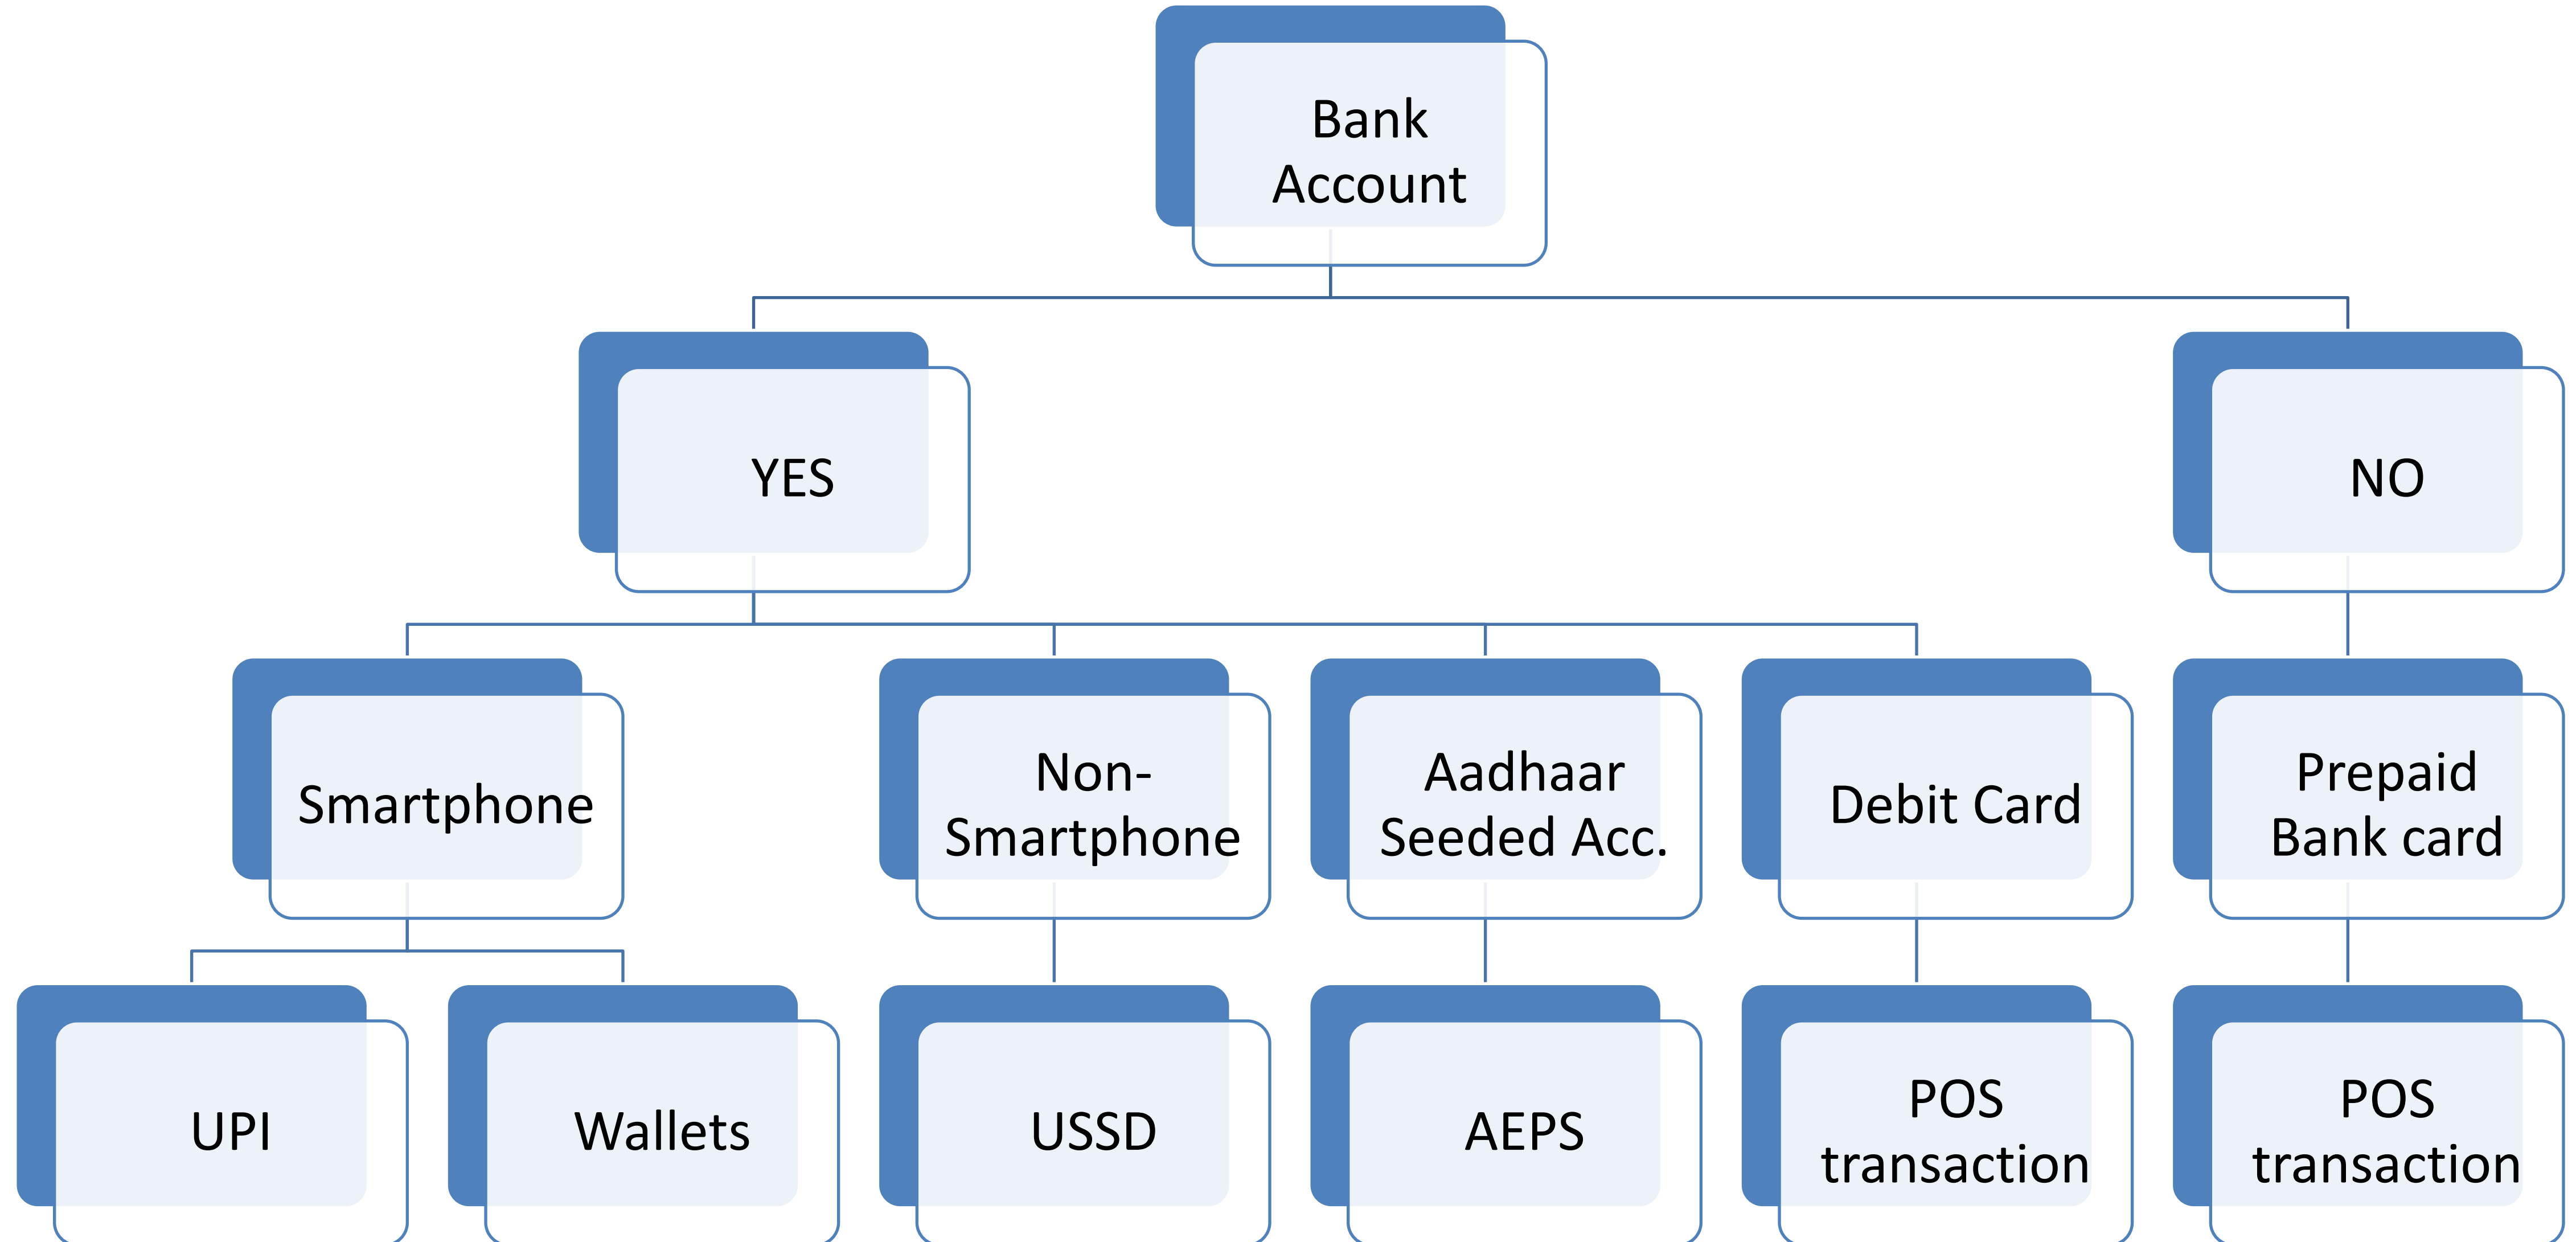 Bank
Account
YES
NO
Smartphone
Non-
Smartphone
Aadhaar
Seeded Acc.
Debit Card
Prepaid
Bank card
UPI
Wallets
USSD
AEPS
POS
transaction
POS
transaction